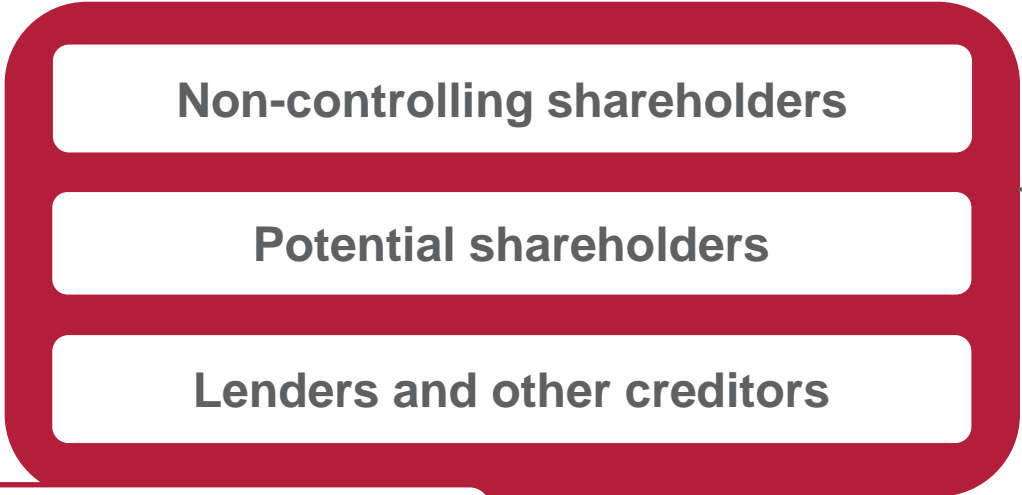 Non-controlling shareholders
Potential shareholders
Lenders and other creditors